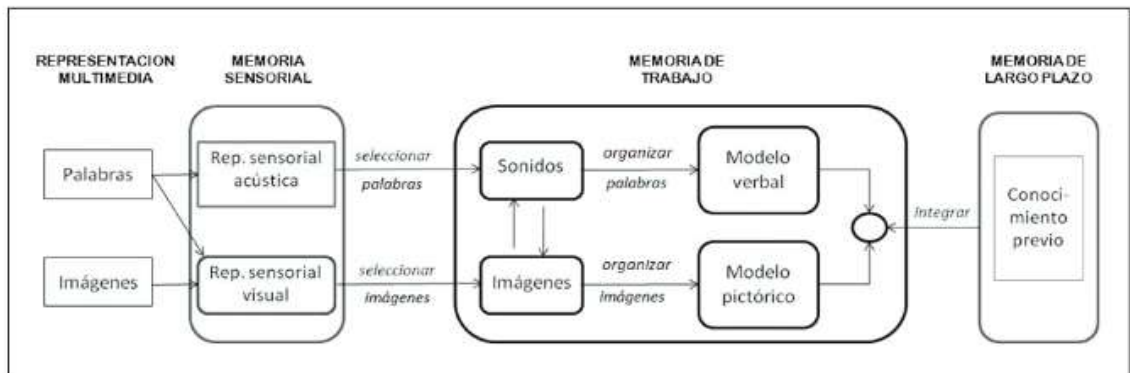 REPRESENTACION
MULTIMEDIA
MEMORIA
SENSORIAL
MEMORIA DE
TRABAJO
MEMORIA DE
LARGO PLAZO
Palabras
Imágenes
Rep. sensorial
acústica
Rep. sensorial
visual
seleccionar
palabras
seleccionar
imágenes
Sonidos
Imágenes
organizar
palabras
organizar
imágenes
Modelo
verbal
Modelo
pictórico
integrar
Conoci-
miento
previo